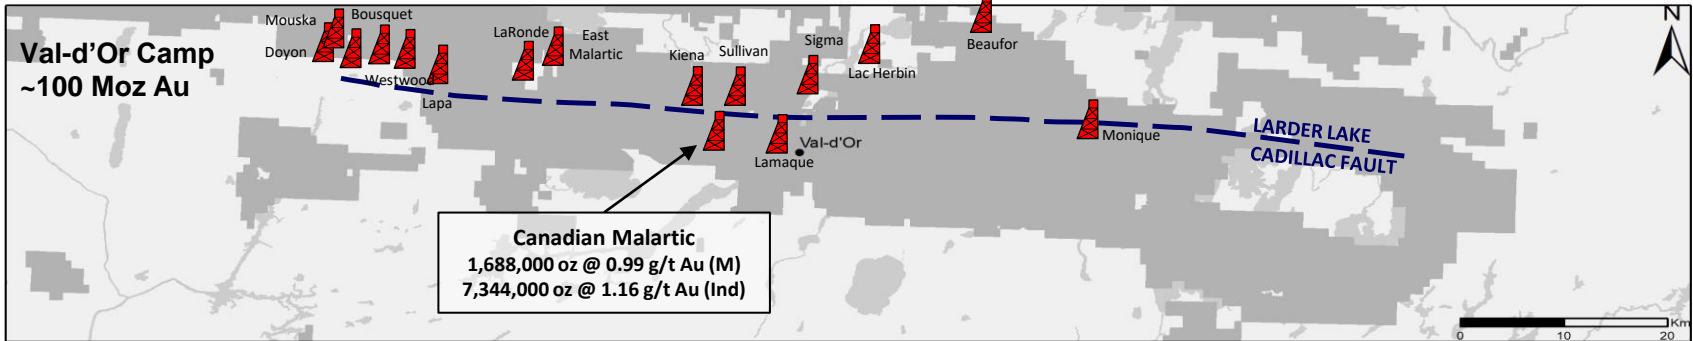 Val-d’Or Camp
~100 Moz Au
Mouska
Bousquet
Doyon
Westwood
Lapa
LaRonde
East
Malartic
Kiena
Sullivan
Sigma
Lac Herbin
Beaufor
N
Lamaque
Val-d'Or
Monique
LARDER LAKE
CADILLAC FAULT
Canadian Malartic
1,688,000 oz @ 0.99 g/t Au (M)
7,344,000 oz @ 1.16 g/t Au (Ind)
Km
0 10 20